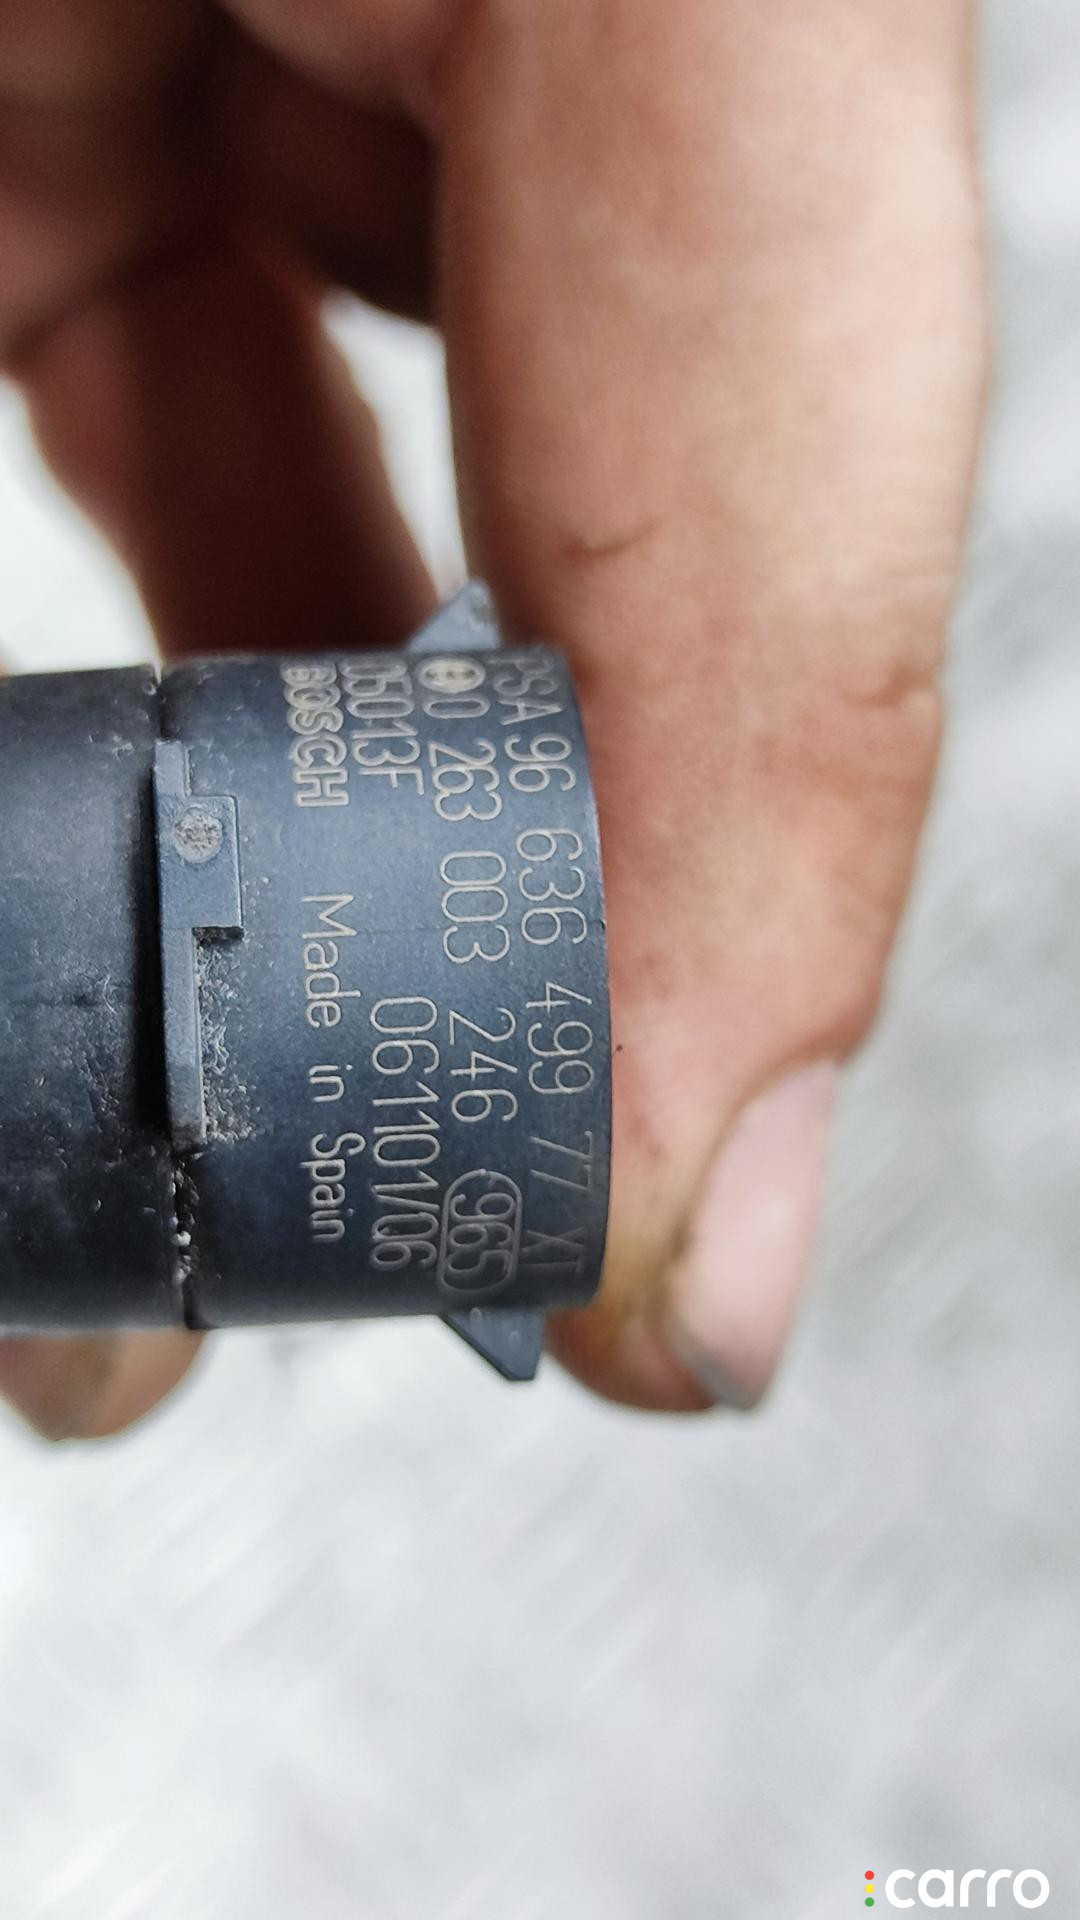 PSA 96 636 499 77 XT
0 263 003 246 965
05013F 061101/06
BOSCH Made in Spain
carro